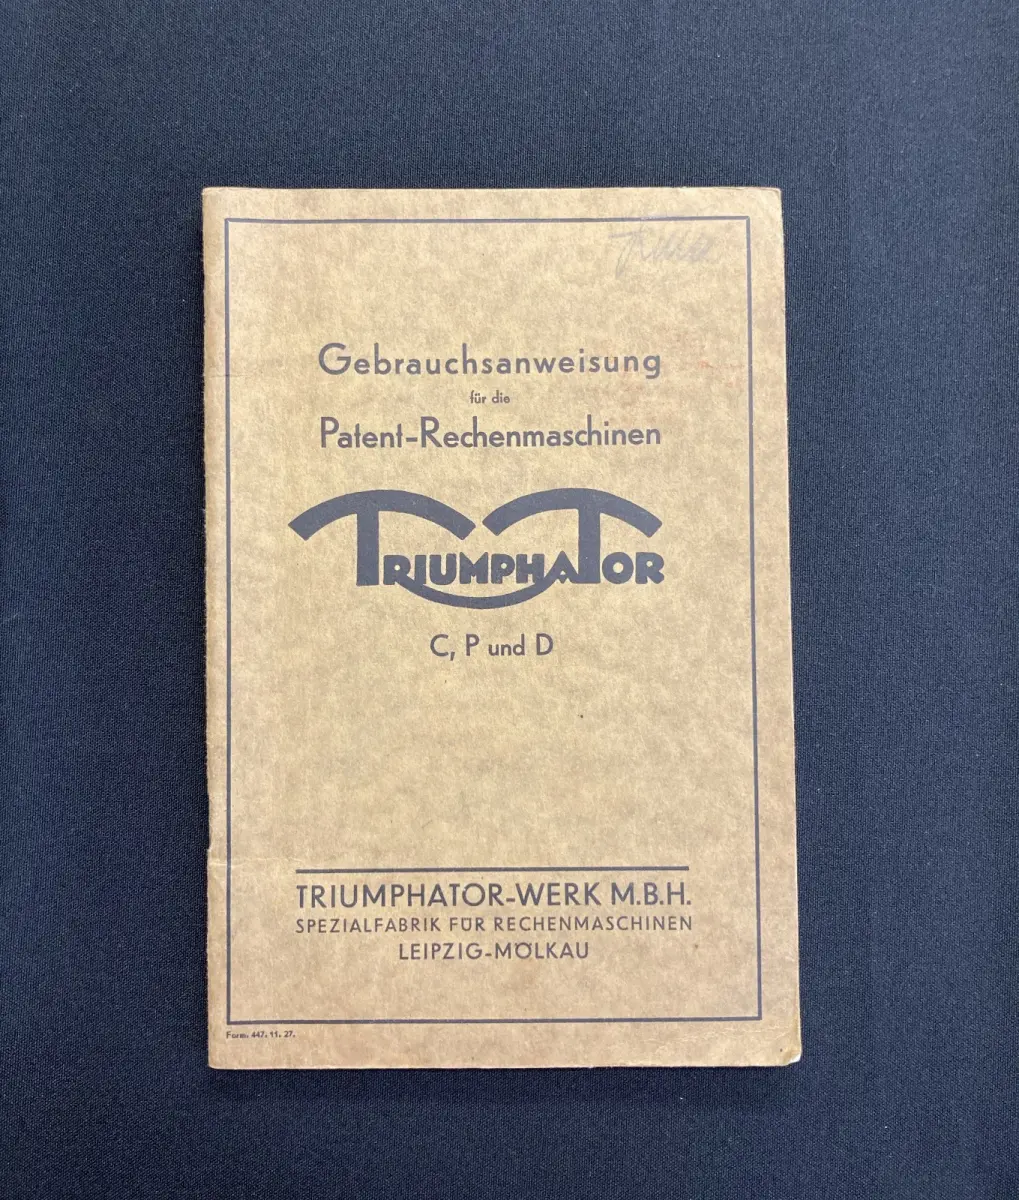 Gebrauchsanweisung
für die
Patent-Rechenmaschinen
TRIUMPHATOR
C, P und D
TRIUMPHATOR-WERK M.B.H.
SPEZIALFABRIK FÜR RECHENMASCHINEN
LEIPZIG-MÖLKAU
Form. 447. 11. 27.